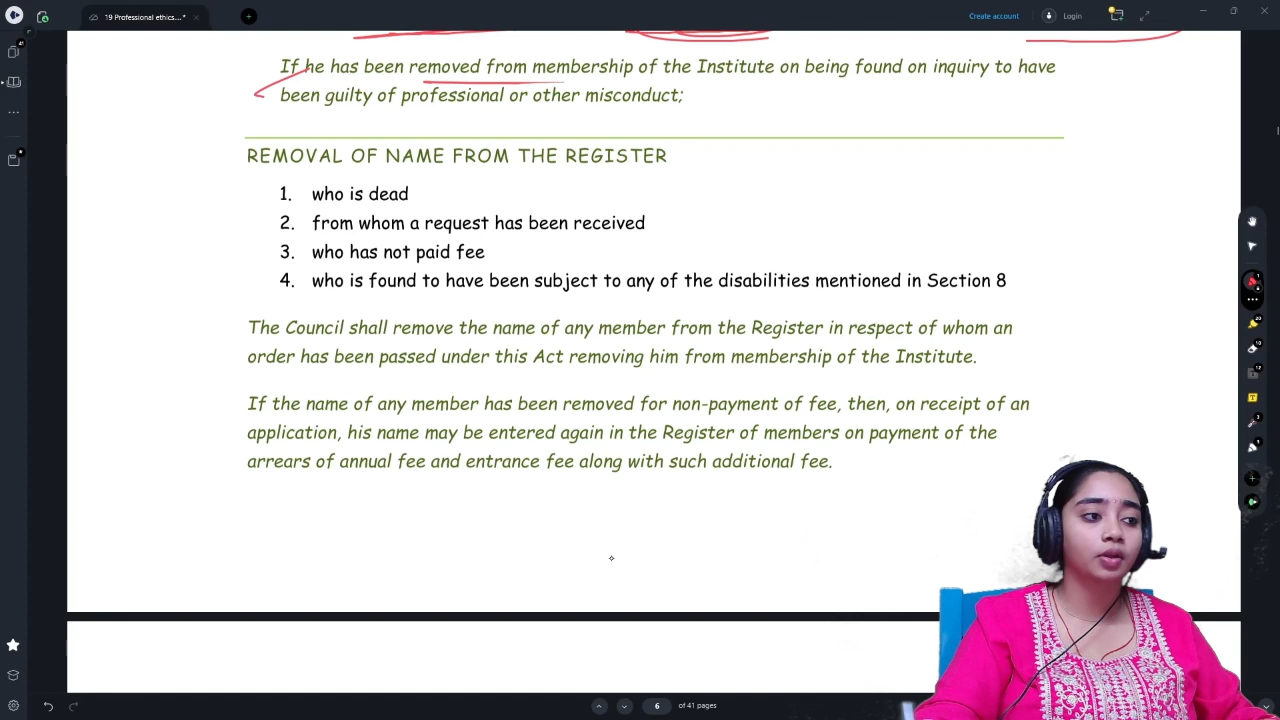 19 Professional ethics....*
Create account
Login
If he has been removed from membership of the Institute on being found on inquiry to have
been guilty of professional or other misconduct;
REMOVAL OF NAME FROM THE REGISTER
1. who is dead
2. from whom a request has been received
3. who has not paid fee
4. who is found to have been subject to any of the disabilities mentioned in Section 8
The Council shall remove the name of any member from the Register in respect of whom an
order has been passed under this Act removing him from membership of the Institute.
If the name of any member has been removed for non-payment of fee, then, on receipt of an
application, his name may be entered again in the Register of members on payment of the
arrears of annual fee and entrance fee along with such additional fee.
6 of 41 pages